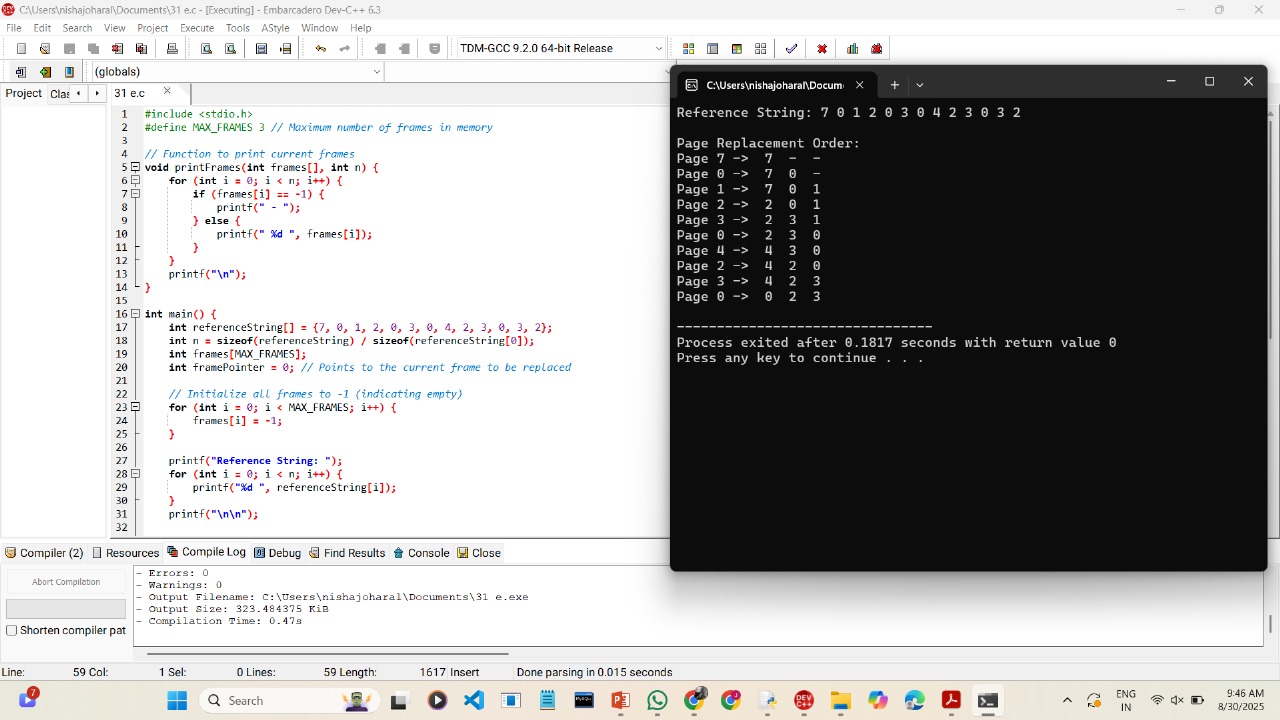 C:\Users\nishajoharal\Documents\31 e.c - [Executing] - Embarcadero Dev-C++ 6.3
File Edit Search View Project Execute Tools AStyle Window Help
TDM-GCC 9.2.0 64-bit Release
(globals)
Project Clas 31 e.c
1 #include <stdio.h>
2 #define MAX_FRAMES 3 // Maximum number of frames in memory
3
4 // Function to print current frames
5 void printFrames(int frames[], int n) {
6 for (int i = 0; i < n; i++) {
7 if (frames[i] == -1) {
8 printf(" - ");
9 } else {
10 printf(" %d ", frames[i]);
11 }
12 }
13 printf("\n");
14 }
15
16 int main() {
17 int referenceString[] = {7, 0, 1, 2, 0, 3, 0, 4, 2, 3, 0, 3, 2};
18 int n = sizeof(referenceString) / sizeof(referenceString[0]);
19 int frames[MAX_FRAMES];
20 int framePointer = 0; // Points to the current frame to be replaced
21
22 // Initialize all frames to -1 (indicating empty)
23 for (int i = 0; i < MAX_FRAMES; i++) {
24 frames[i] = -1;
25 }
26
27 printf("Reference String: ");
28 for (int i = 0; i < n; i++) {
29 printf("%d ", referenceString[i]);
30 }
31 printf("\n\n");
32
C:\Users\nishajoharal\Docum
Reference String: 7 0 1 2 0 3 0 4 2 3 0 3 2
Page Replacement Order:
Page 7 -> 7 - -
Page 0 -> 7 0 -
Page 1 -> 7 0 1
Page 2 -> 2 0 1
Page 3 -> 2 3 1
Page 0 -> 2 3 0
Page 4 -> 4 3 0
Page 2 -> 4 2 0
Page 3 -> 4 2 3
Page 0 -> 0 2 3
--------------------------------
Process exited after 0.1817 seconds with return value 0
Press any key to continue . . .
Compiler (2) Resources Compile Log Debug Find Results Console Close
Abort Compilation
Shorten compiler pat
- Errors: 0
- Warnings: 0
- Output Filename: C:\Users\nishajoharal\Documents\31 e.exe
- Output Size: 323.484375 KiB
- Compilation Time: 0.47s
Line: 59 Col: 1 Sel: 0 Lines: 59 Length: 1617 Insert Done parsing in 0.015 seconds
7
Search
DEV C++
ENG
IN
9:46 AM
8/30/2025